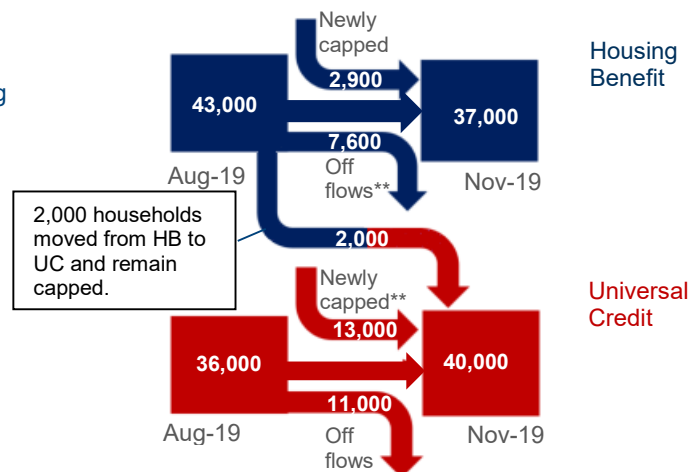 Newly
capped
2,900
Housing
Benefit
g
43,000
37,000
7,600
Off
flows**
Aug-19
Nov-19
2,000 households
moved from HB to
UC and remain
capped.
2,000
Newly
capped**
13,000
Universal
Credit
36,000
40,000
11,000
Aug-19
Off
flows
Nov-19